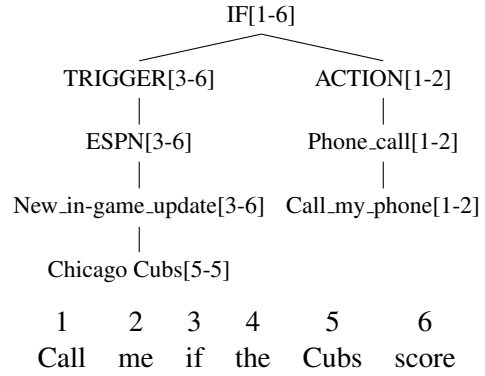 IF[1-6]
TRIGGER[3-6] ACTION[1-2]
ESPN[3-6] Phone_call[1-2]
New_in-game_update[3-6] Call_my_phone[1-2]
Chicago Cubs[5-5]
1 2 3 4 5 6
Call me if the Cubs score